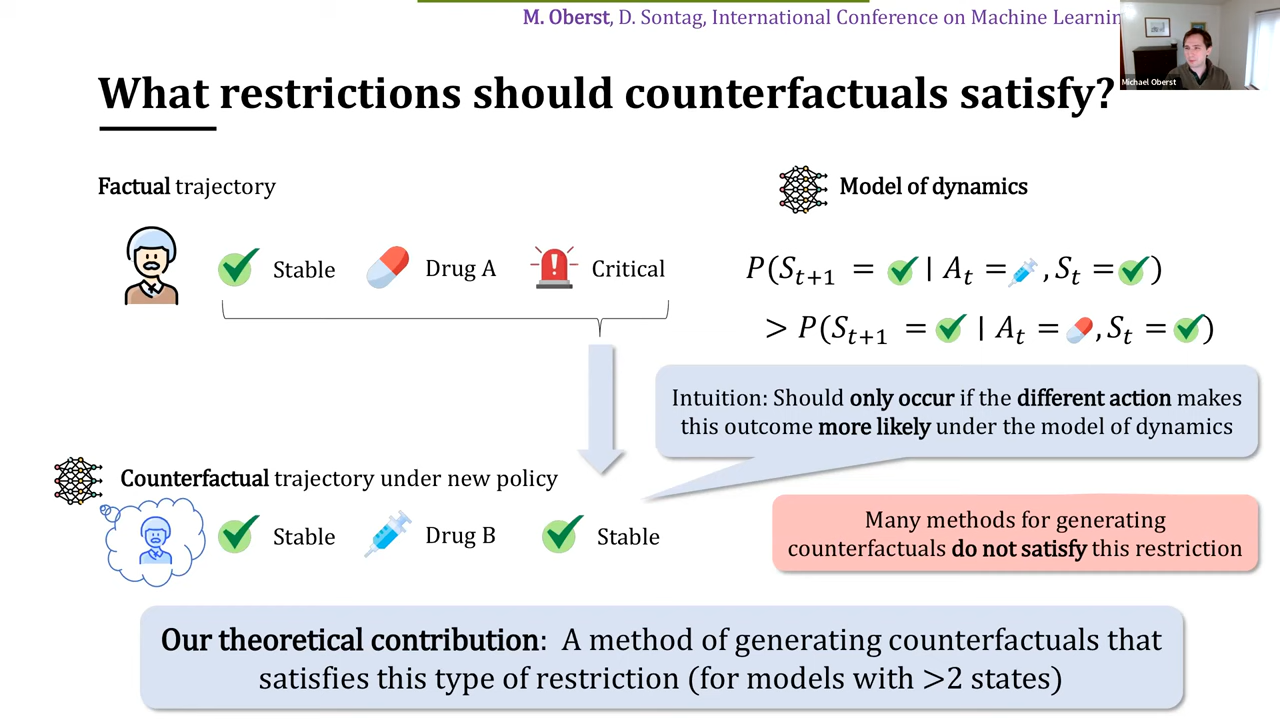 M. Oberst, D. Sontag, International Conference on Machine
Michael Oberst
What restrictions should counterfactuals satisfy?
Factual trajectory
Stable Drug A Critical
Model of dynamics
P(S_{t+1} = | A_t = , S_t = )
> P(S_{t+1} = | A_t = , S_t = )
Intuition: Should only occur if the different action makes
this outcome more likely under the model of dynamics
Counterfactual trajectory under new policy
Stable Drug B Stable
Many methods for generating
counterfactuals do not satisfy this restriction
Our theoretical contribution: A method of generating counterfactuals that
satisfies this type of restriction (for models with >2 states)